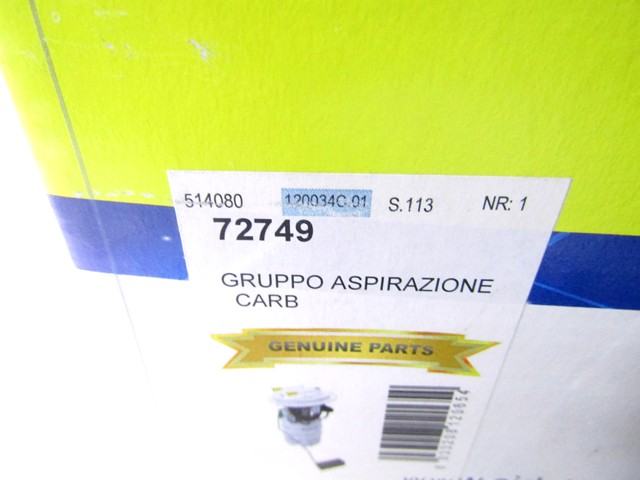 514080 120034C.01 S.113 NR: 1
72749
GRUPPO ASPIRAZIONE
CARB
GENUINE PARTS